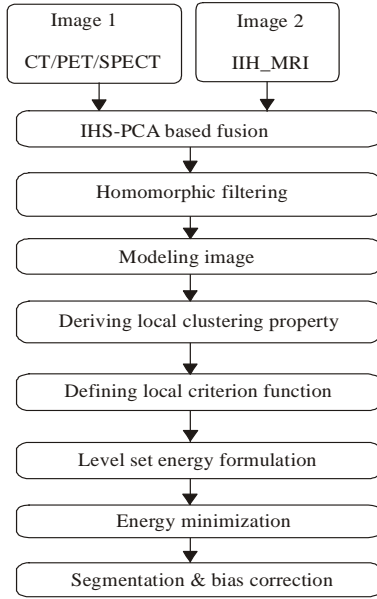 Image 1
CT/PET/SPECT
Image 2
IIH_MRI
IHS-PCA based fusion
Homomorphic filtering
Modeling image
Deriving local clustering property
Defining local criterion function
Level set energy formulation
Energy minimization
Segmentation & bias correction